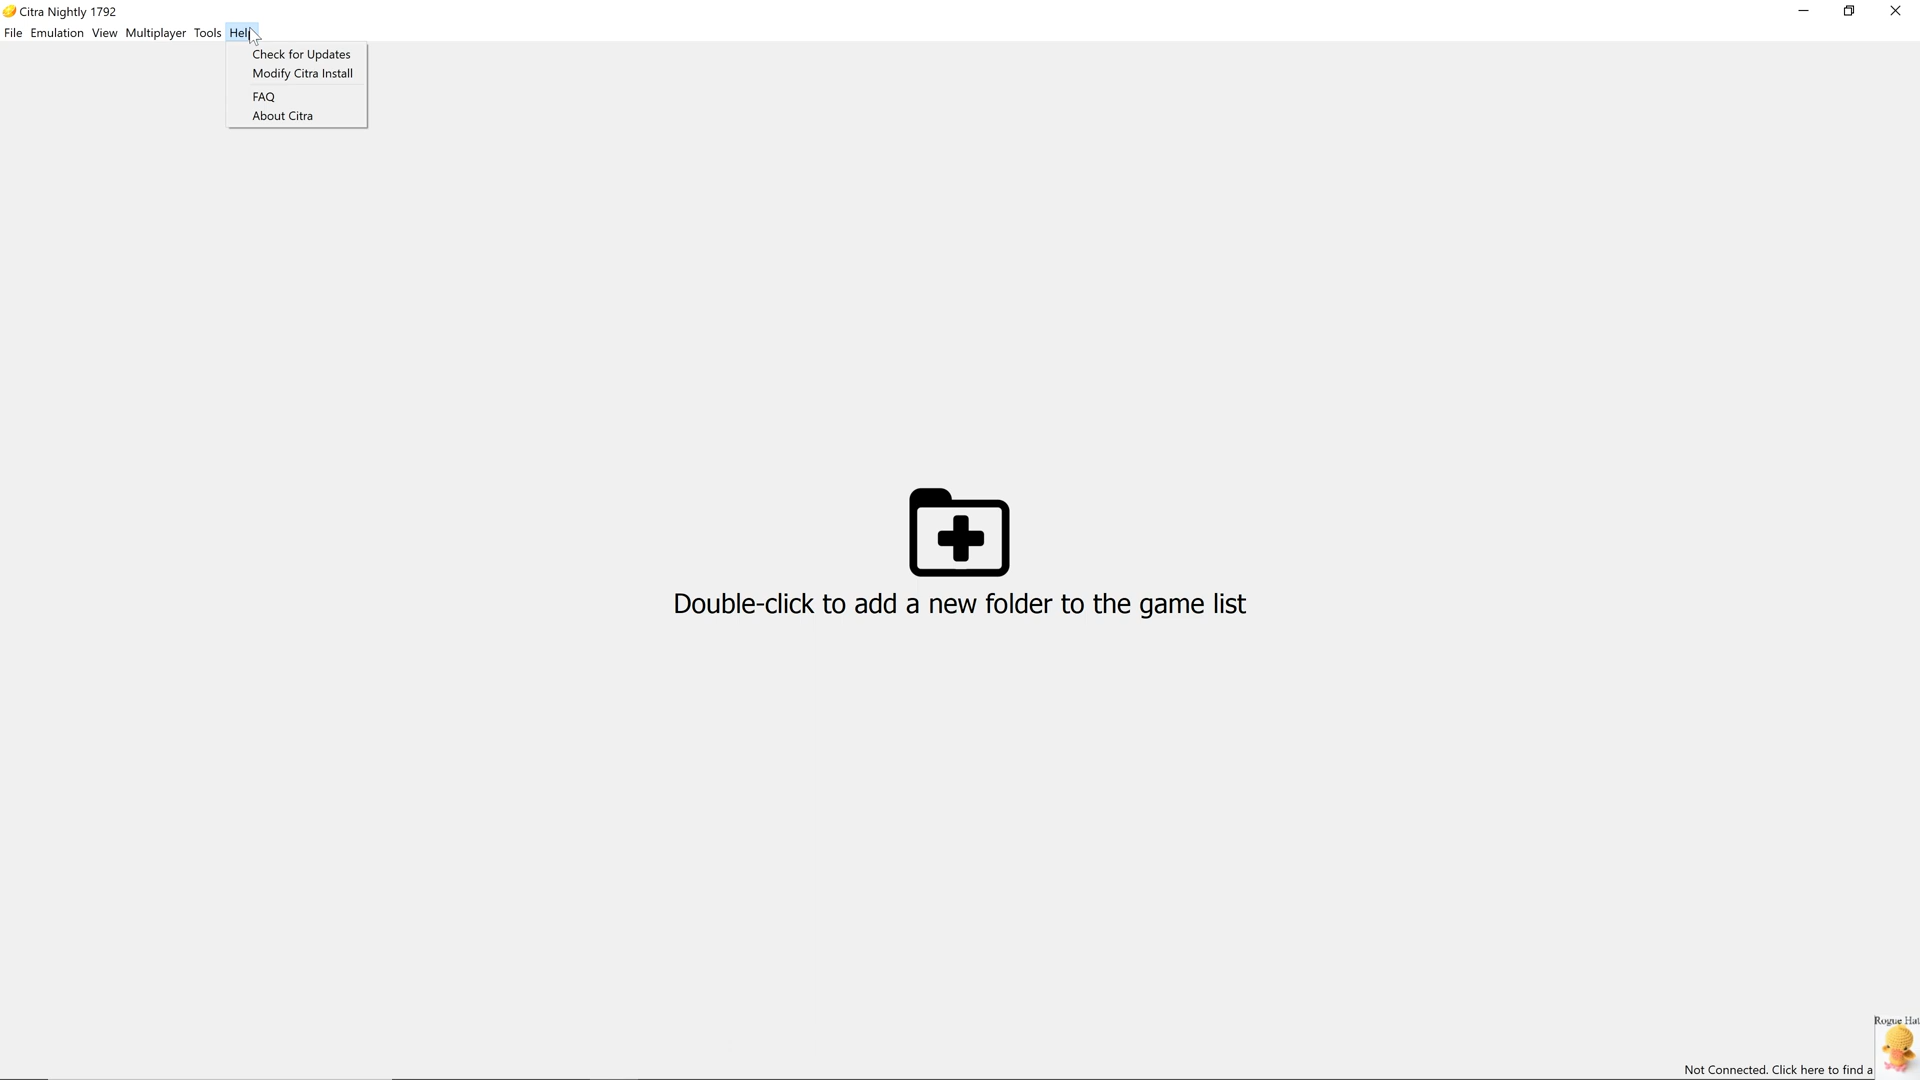 Citra Nightly 1792
File Emulation View Multiplayer Tools Help
Check for Updates
Modify Citra Install
FAQ
About Citra
Double-click to add a new folder to the game list
Rogue Hat
Not Connected. Click here to find a